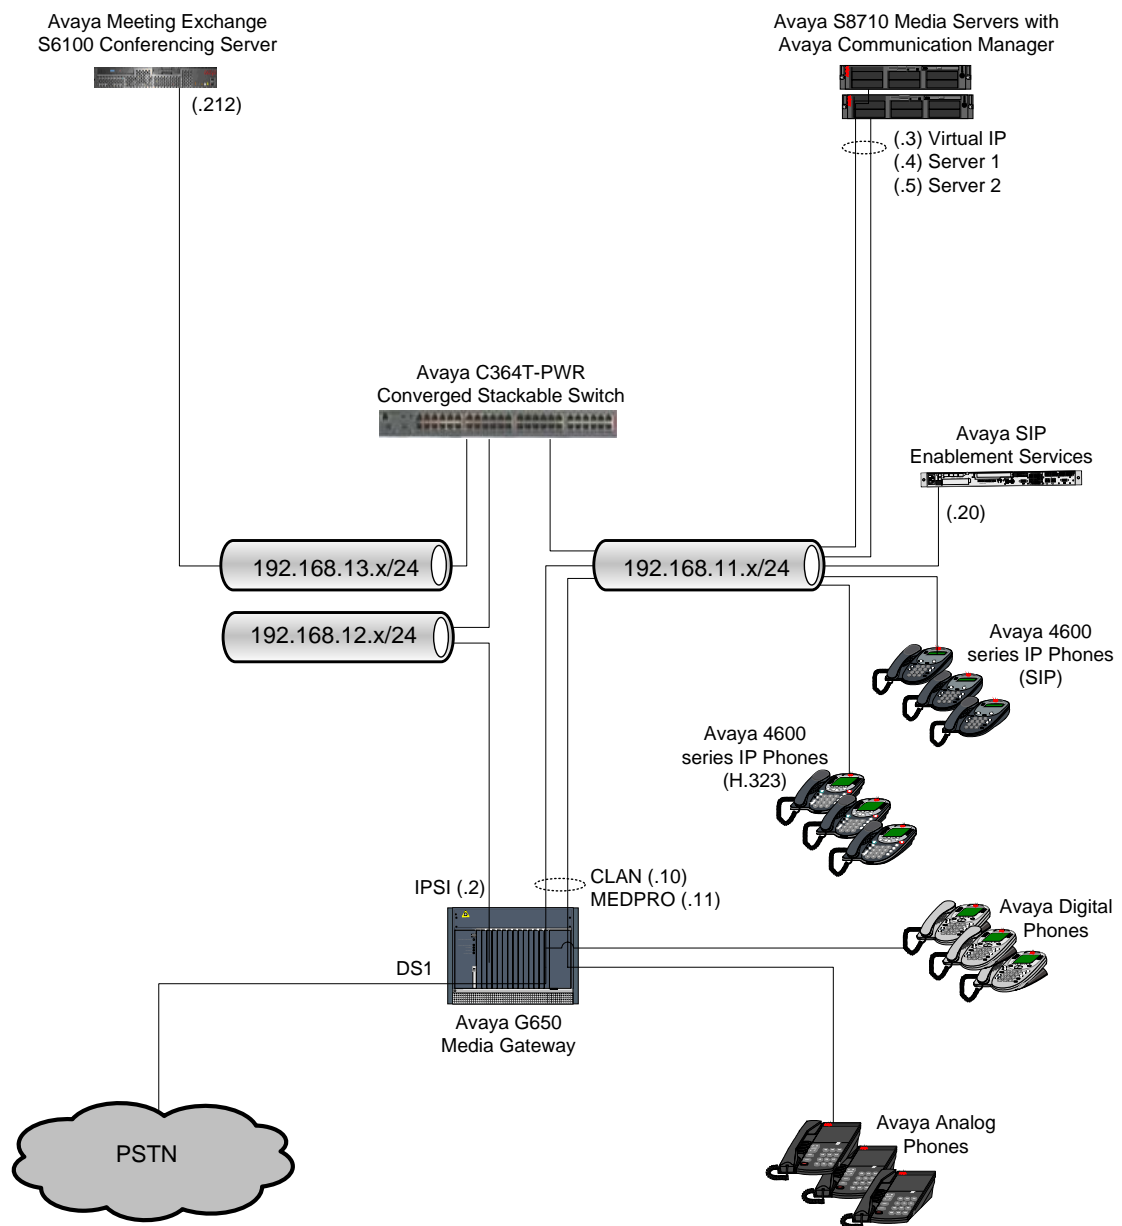 Avaya Meeting Exchange
S6100 Conferencing Server
(.212)
Avaya S8710 Media Servers with
Avaya Communication Manager
(.3) Virtual IP
(.4) Server 1
(.5) Server 2
Avaya C364T-PWR
Converged Stackable Switch
Avaya SIP
Enablement Services
(.20)
192.168.13.x/24
192.168.11.x/24
192.168.12.x/24
Avaya 4600
series IP Phones
(SIP)
Avaya 4600
series IP Phones
(H.323)
IPSI (.2)
CLAN (.10)
MEDPRO (.11)
Avaya Digital
Phones
DS1
Avaya G650
Media Gateway
PSTN
Avaya Analog
Phones